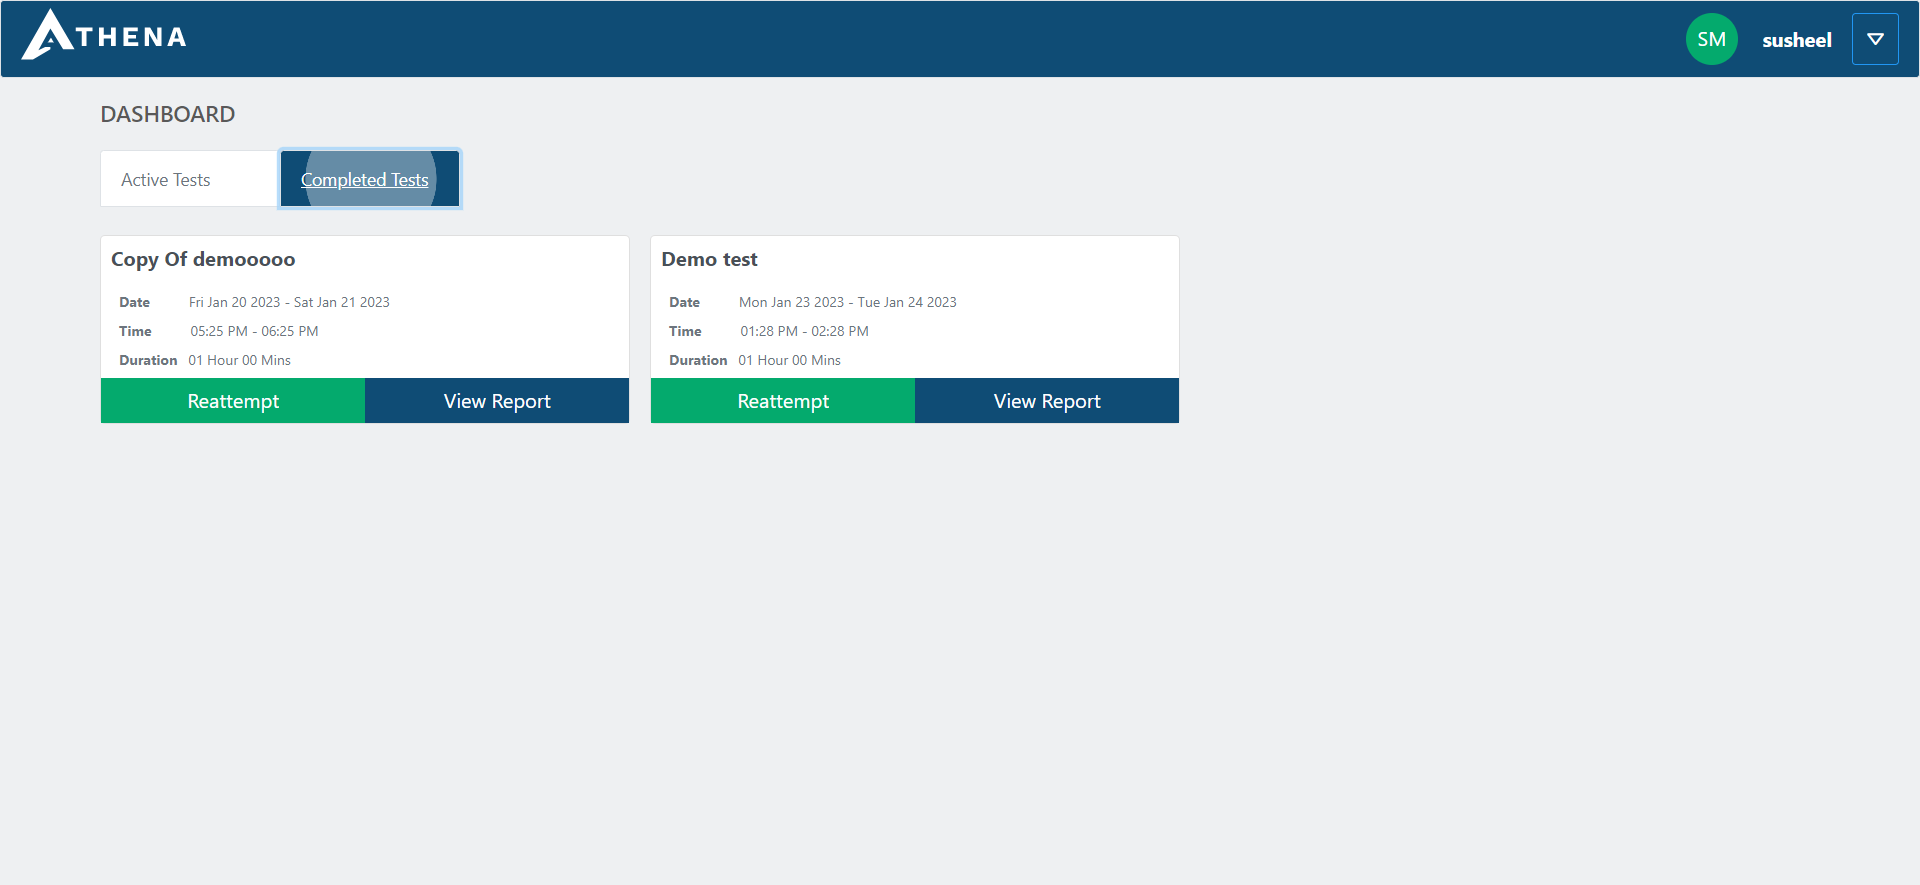 ATHENA
SM susheel
DASHBOARD
Active Tests Completed Tests
Copy Of demooooo
Date Fri Jan 20 2023 - Sat Jan 21 2023
Time 05:25 PM - 06:25 PM
Duration 01 Hour 00 Mins
Reattempt View Report
Demo test
Date Mon Jan 23 2023 - Tue Jan 24 2023
Time 01:28 PM - 02:28 PM
Duration 01 Hour 00 Mins
Reattempt View Report